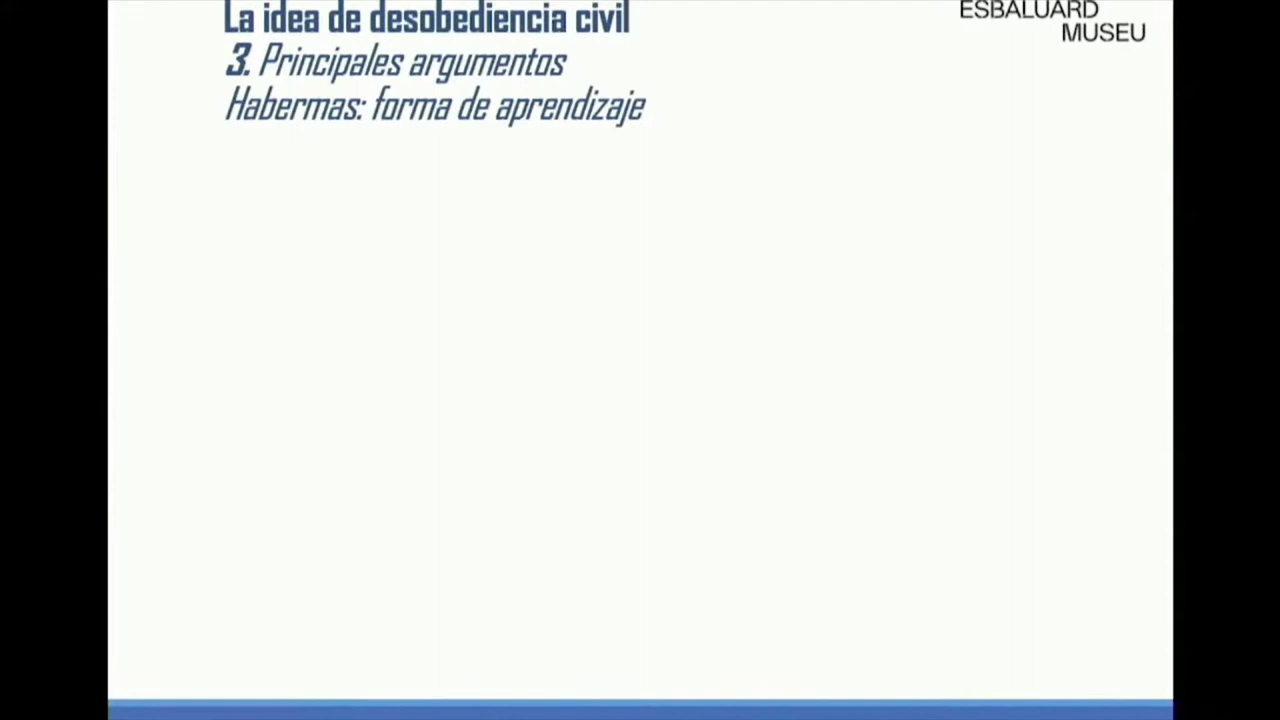 La idea de desobediencia civil
3. Principales argumentos
Habermas: forma de aprendizaje
ESBALUARD
MUSEU